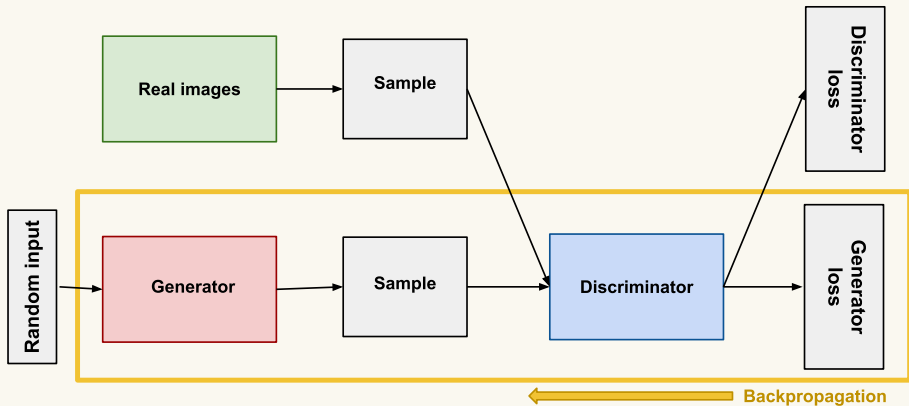 Real images
Sample
Discriminator
loss
Random input
Generator
Sample
Discriminator
Generator
loss
Backpropagation